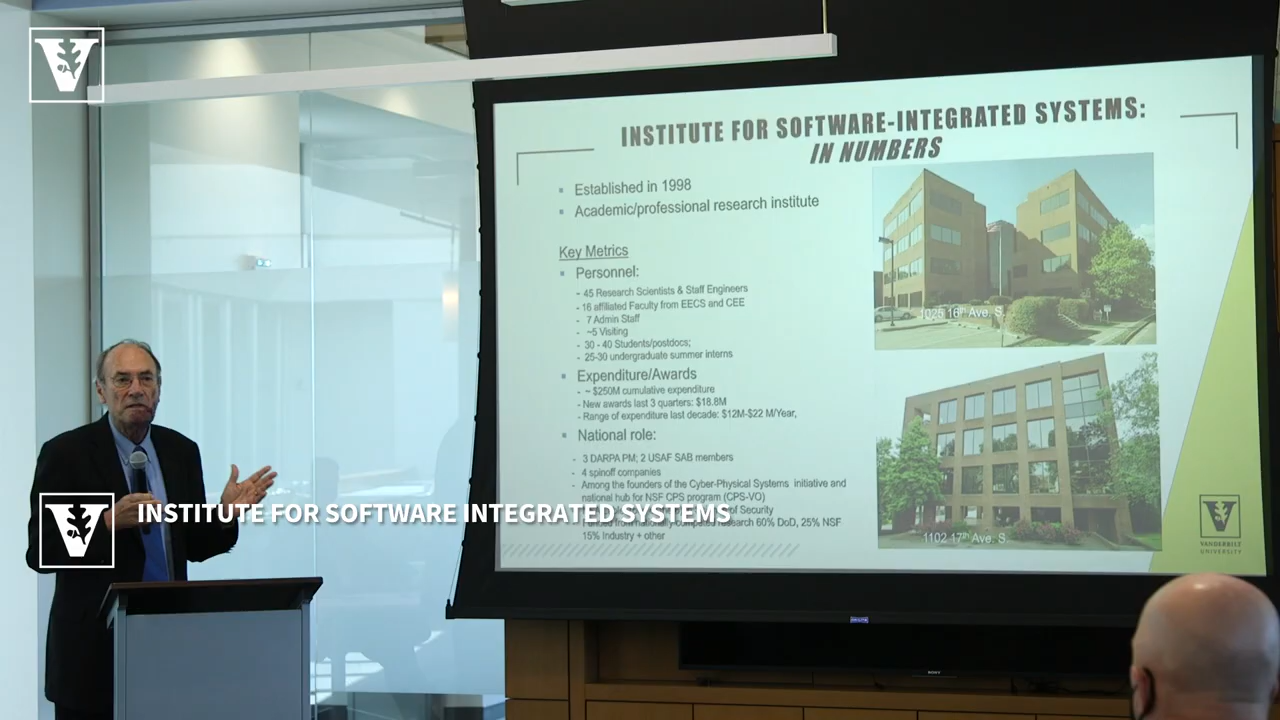 V
INSTITUTE FOR SOFTWARE-INTEGRATED SYSTEMS:
IN NUMBERS
Established in 1998
Academic/professional research institute
Key Metrics
Personnel:
- 45 Research Scientists & Staff Engineers
- 16 affiliated Faculty from EECS and CEE
- 7 Admin Staff
- ~5 Visiting
- 30 - 40 Students/postdocs;
- 25-30 undergraduate summer interns
Expenditure/Awards
- ~ $250M cumulative expenditure
- New awards last 3 quarters: $18.8M
- Range of expenditure last decade: $12M-$22 M/Year,
National role:
- 3 DARPA PM; 2 USAF SAB members
- 4 spinoff companies
- Among the founders of the Cyber-Physical Systems initiative and
national hub for NSF CPS program (CPS-VO)
of Security
research 60% DoD, 25% NSF
15% Industry + other
1025 16th Ave. S.
1102 17th Ave. S.
VANDERBILT
UNIVERSITY
V
INSTITUTE FOR SOFTWARE INTEGRATED SYSTEMS
SONY